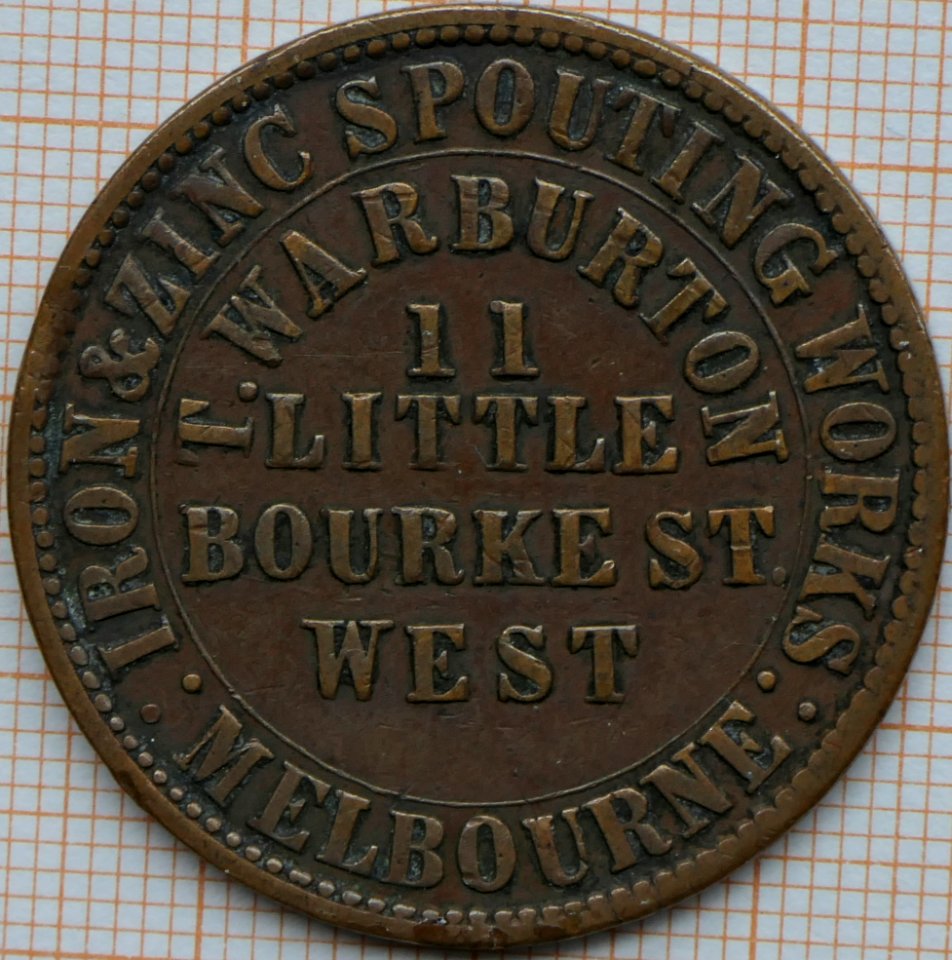 IRON & ZINC SPOUTING WORKS
MELBOURNE
T. WARBURTON
11
LITTLE
BOURKE ST.
WEST